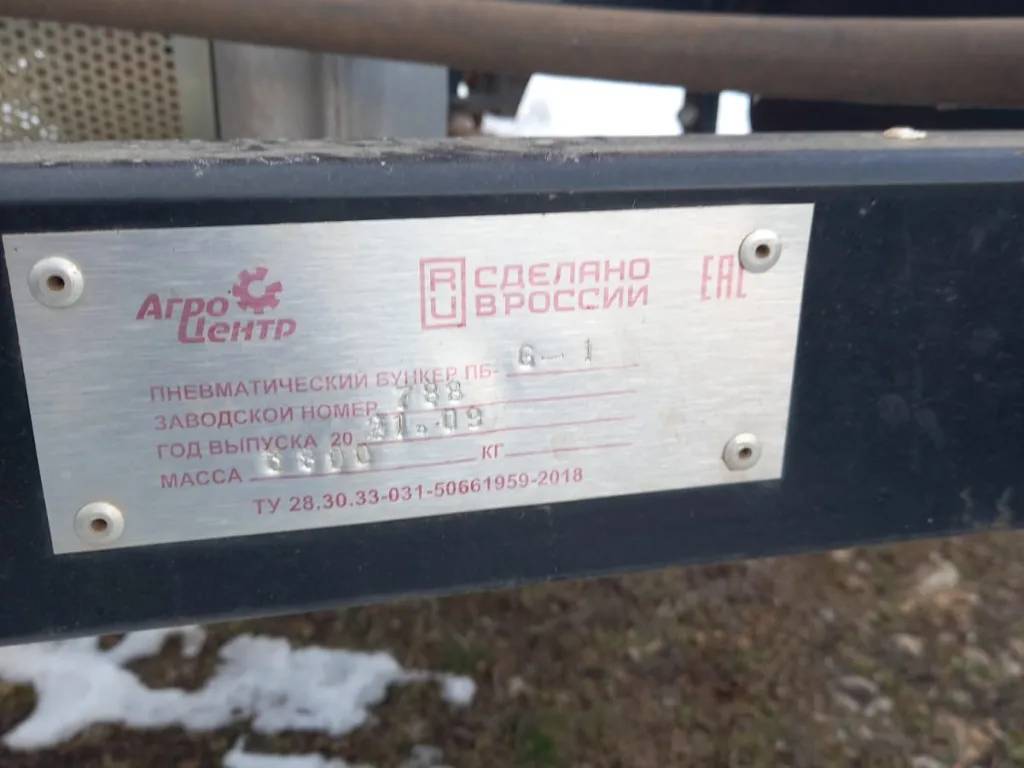 Агро
Центр
RU
СДЕЛАНО
В РОССИИ
EAC
ПНЕВМАТИЧЕСКИЙ БУНКЕР ПБ- 6-1
ЗАВОДСКОЙ НОМЕР 788
ГОД ВЫПУСКА 20 21.09
МАССА КГ
ТУ 28.30.33-031-50661959-2018